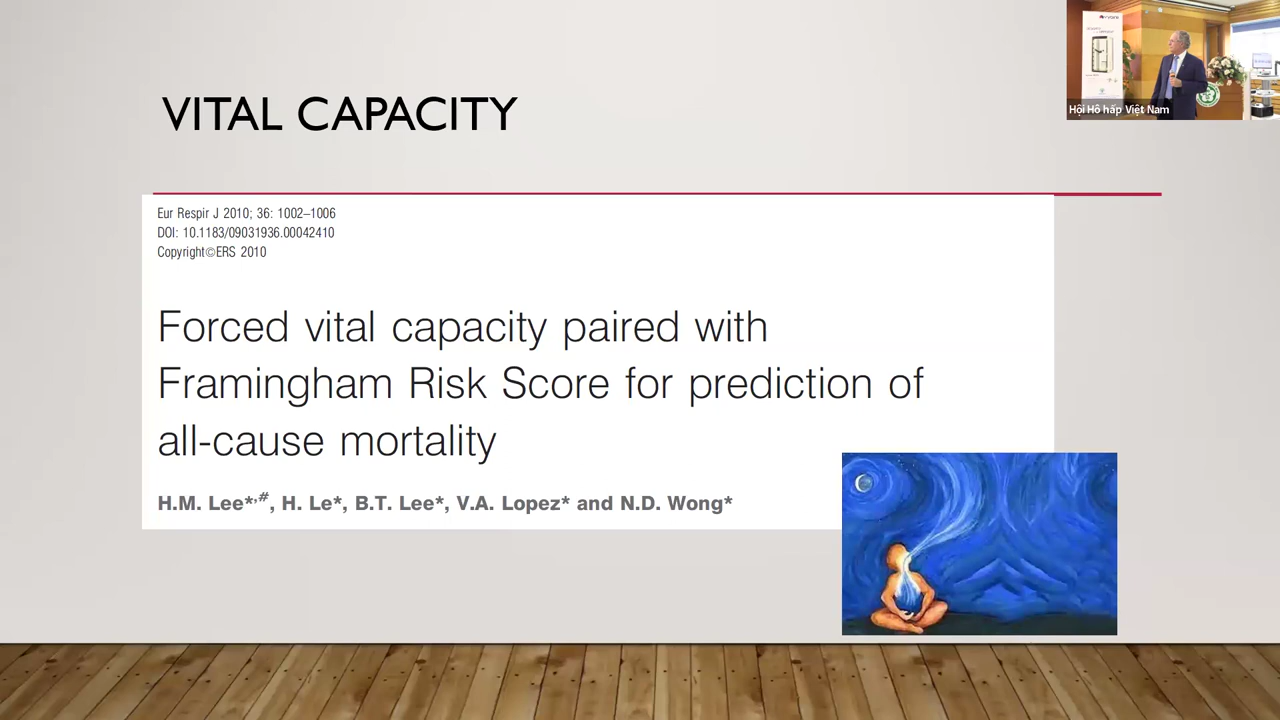 VITAL CAPACITY
Hội Hô hấp Việt Nam
Eur Respir J 2010; 36: 1002–1006
DOI: 10.1183/09031936.00042410
Copyright©ERS 2010
Forced vital capacity paired with
Framingham Risk Score for prediction of
all-cause mortality
H.M. Lee*,#, H. Le*, B.T. Lee*, V.A. Lopez* and N.D. Wong*